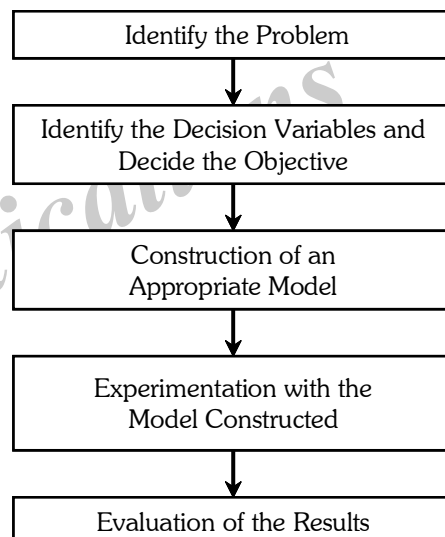 Identify the Problem
Identify the Decision Variables and
Decide the Objective
Construction of an
Appropriate Model
Experimentation with the
Model Constructed
Evaluation of the Results